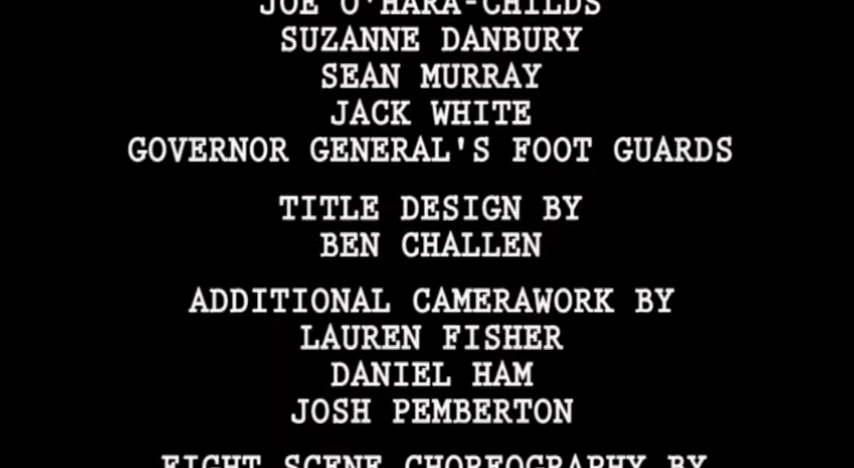 JOE O'HARA-CHILDS
SUZANNE DANBURY
SEAN MURRAY
JACK WHITE
GOVERNOR GENERAL'S FOOT GUARDS
TITLE DESIGN BY
BEN CHALLEN
ADDITIONAL CAMERAWORK BY
LAUREN FISHER
DANIEL HAM
JOSH PEMBERTON
FIGHT SCENE CHOREOGRAPHY BY